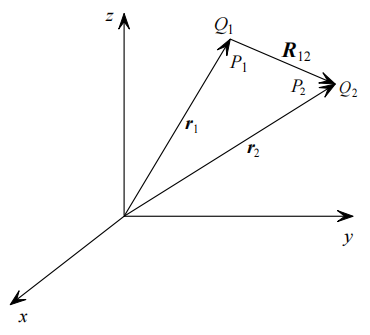 z
Q₁
R₁₂
P₁
P₂
Q₂
r₁
r₂
y
x